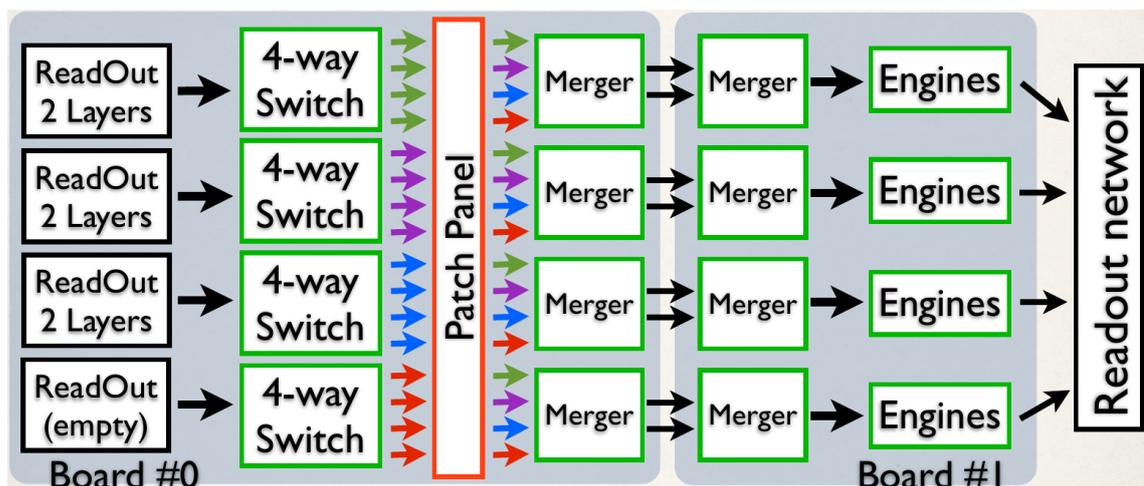 ReadOut
2 Layers
4-way
Switch
Merger
Merger
Engines
ReadOut
2 Layers
4-way
Switch
Merger
Merger
Engines
ReadOut
2 Layers
4-way
Switch
Merger
Merger
Engines
ReadOut
(empty)
4-way
Switch
Merger
Merger
Engines
Patch Panel
Readout network
Board #0
Board #1